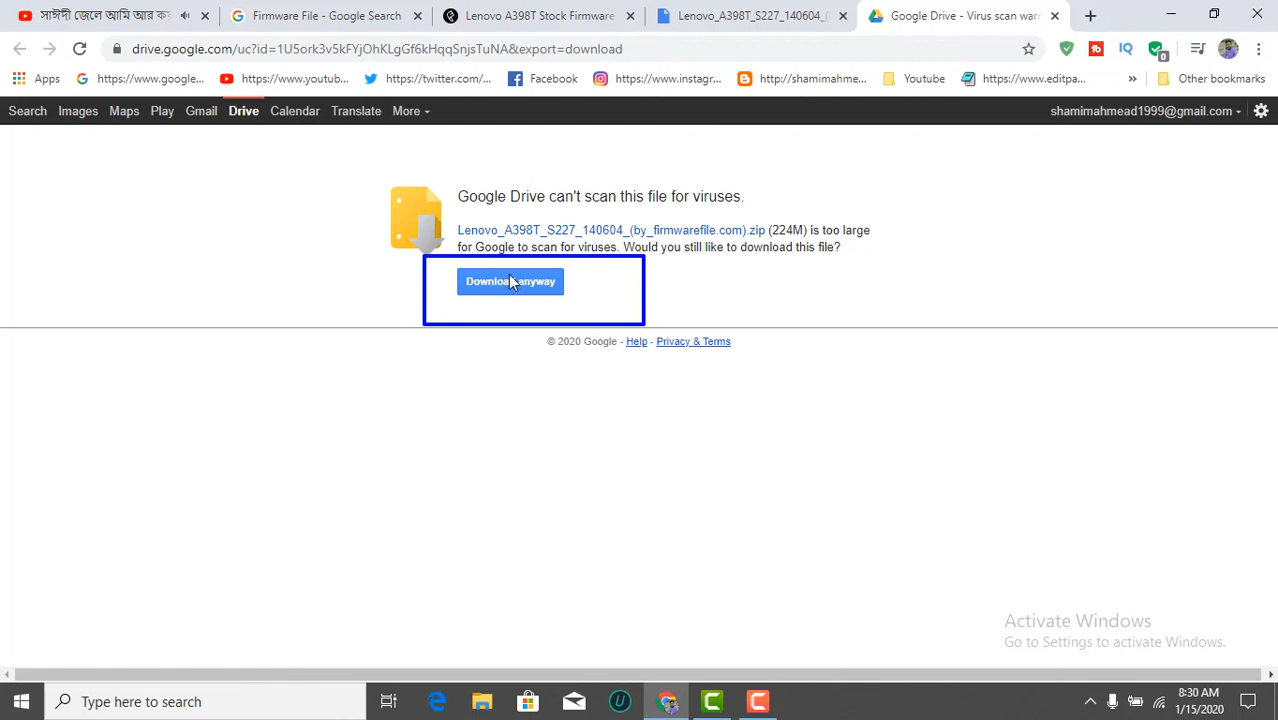 সাঈদী জেলে আমি আর কয়
Firmware File - Google Search
Lenovo A398T Stock Firmware
Lenovo_A398T_S227_140604_(
Google Drive - Virus scan warn
drive.google.com/uc?id=1U5ork3v5kFYjOhKLgGf6kHqqSnjsTuNA&export=download
Apps
https://www.google...
https://www.youtub...
https://twitter.com/...
Facebook
https://www.instagr...
http://shamimahme...
Youtube
https://www.editpa...
Other bookmarks
Search Images Maps Play Gmail Drive Calendar Translate More
shamimahmead1999@gmail.com
Google Drive can't scan this file for viruses.
Lenovo_A398T_S227_140604_(by_firmwarefile.com).zip (224M) is too large
for Google to scan for viruses. Would you still like to download this file?
Download anyway
© 2020 Google - Help - Privacy & Terms
Activate Windows
Go to Settings to activate Windows.
Type here to search
8:30 AM
1/15/2020